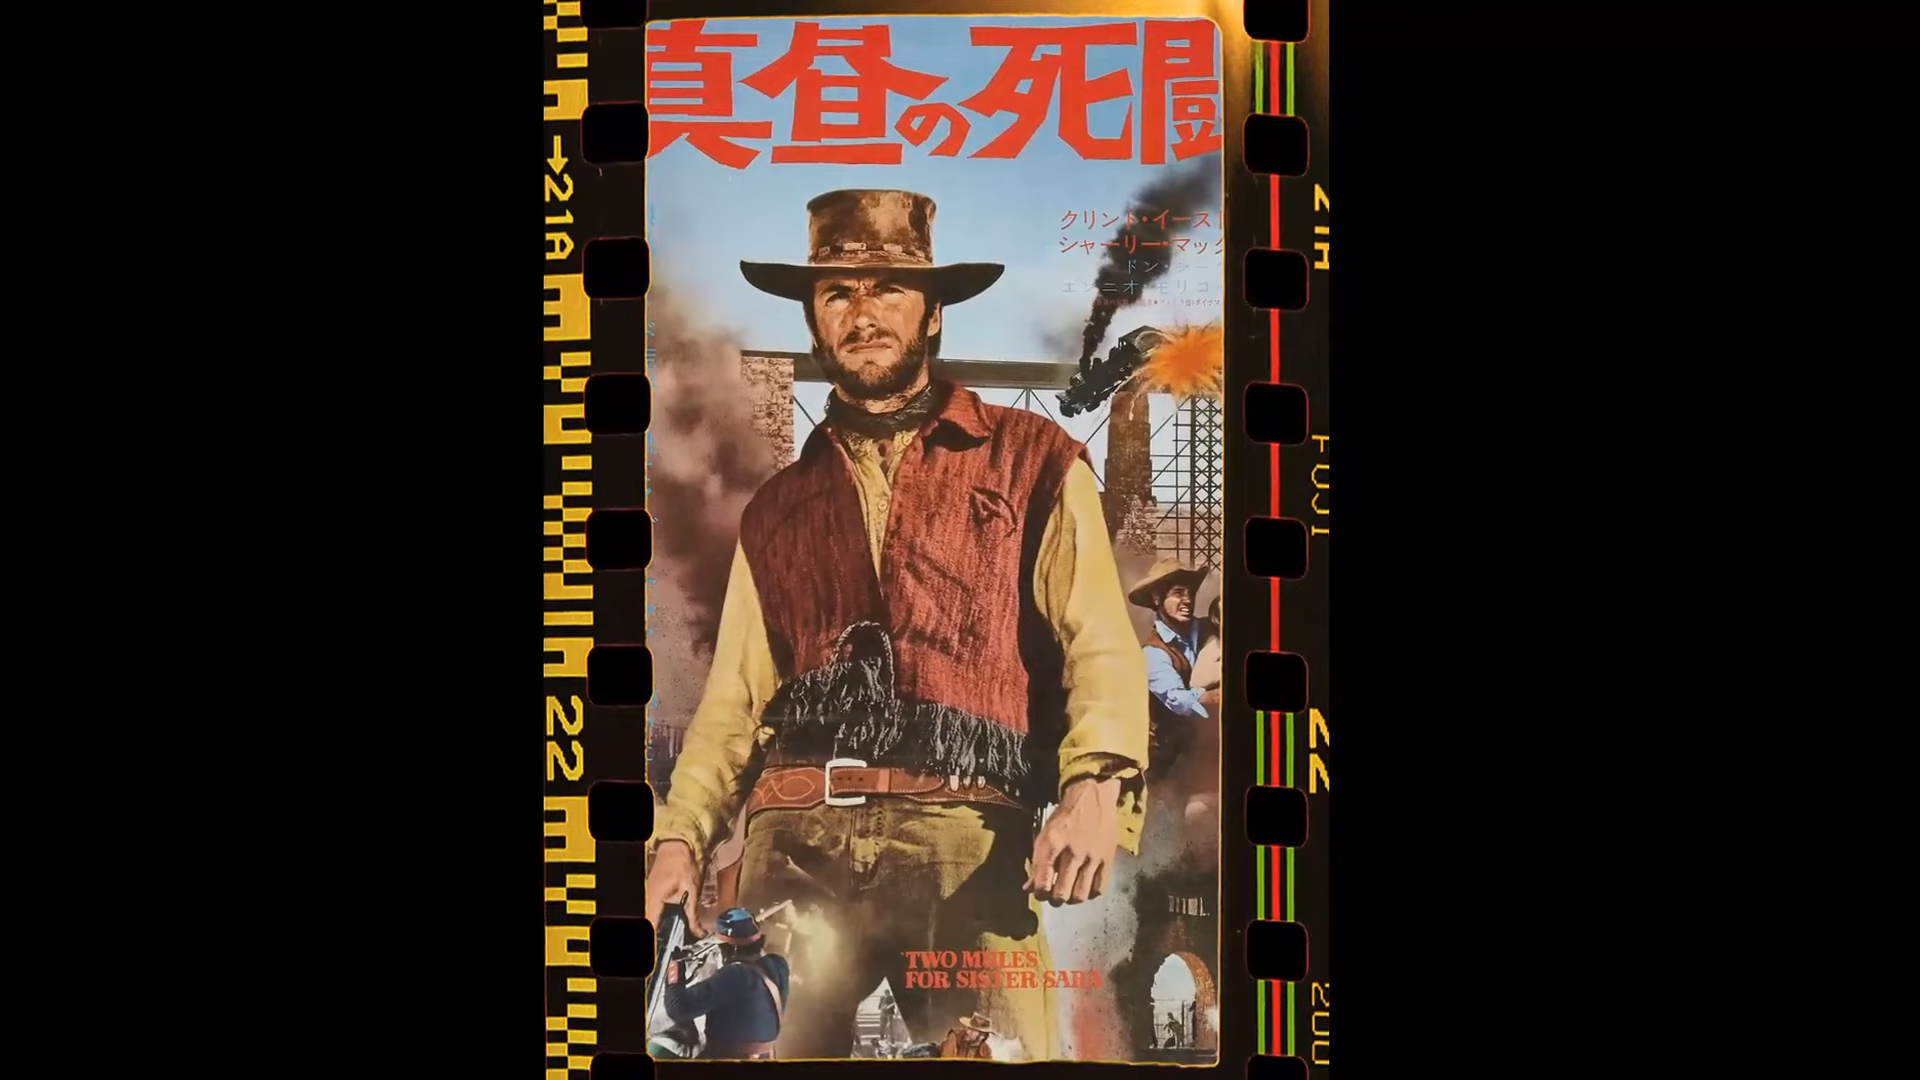 真昼の死闘
クリント・イースト
シャーリー・マック
エンニオ・モリコ
TWO MULES
FOR SISTER SARA
→21A
22
21A
FUJI
22
200